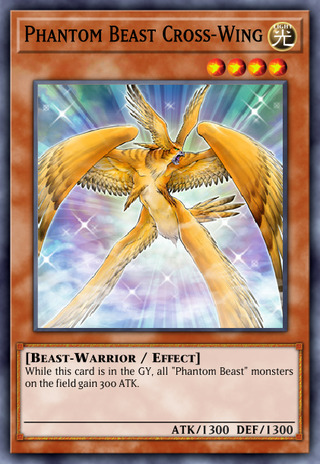 Phantom Beast Cross-Wing
LIGHT
光
[Beast-Warrior / Effect]
While this card is in the GY, all "Phantom Beast" monsters
on the field gain 300 ATK.
ATK/1300 DEF/1300